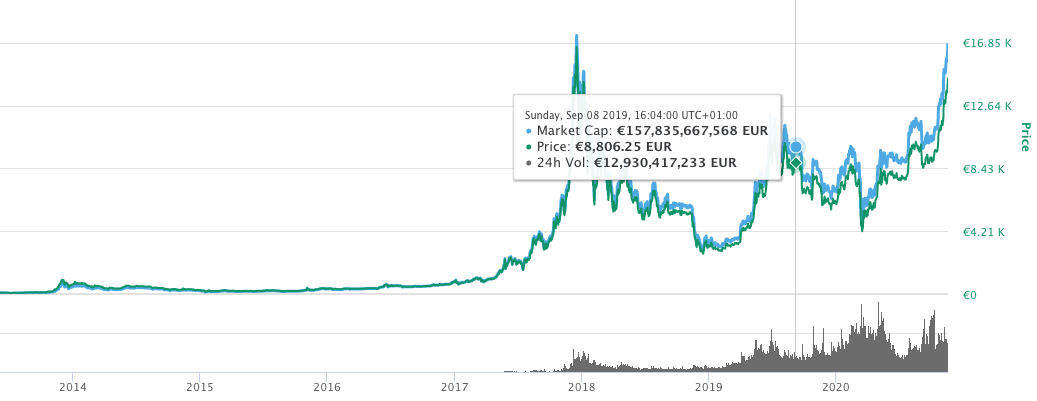 €16.85 K
€12.64 K
Sunday, Sep 08 2019, 16:04:00 UTC+01:00
Market Cap: €157,835,667,568 EUR
Price: €8,806.25 EUR
24h Vol: €12,930,417,233 EUR
Price
€8.43 K
€4.21 K
€0
2014 2015 2016 2017 2018 2019 2020